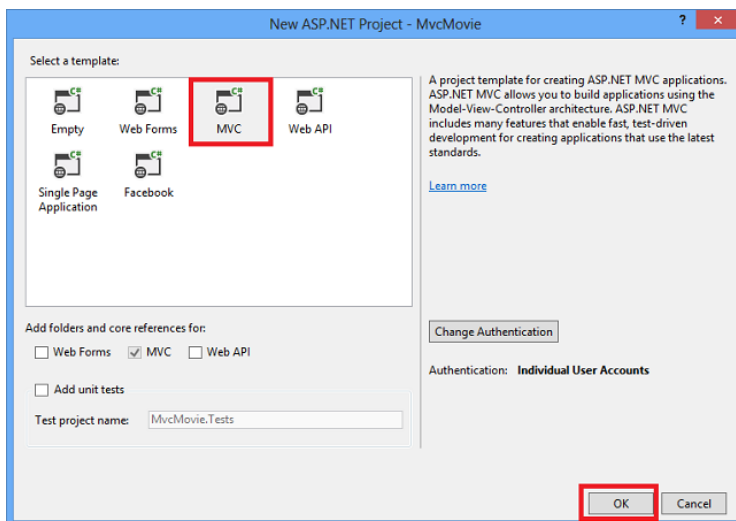 New ASP.NET Project - MvcMovie
?
x
Select a template:
C# C# C# C#
Empty Web Forms MVC Web API
C# C#
Single Page Facebook
Application
A project template for creating ASP.NET MVC applications.
ASP.NET MVC allows you to build applications using the
Model-View-Controller architecture. ASP.NET MVC
includes many features that enable fast, test-driven
development for creating applications that use the latest
standards.
Learn more
Add folders and core references for:
Web Forms MVC Web API
Add unit tests
Test project name: MvcMovie.Tests
Change Authentication
Authentication: Individual User Accounts
OK Cancel